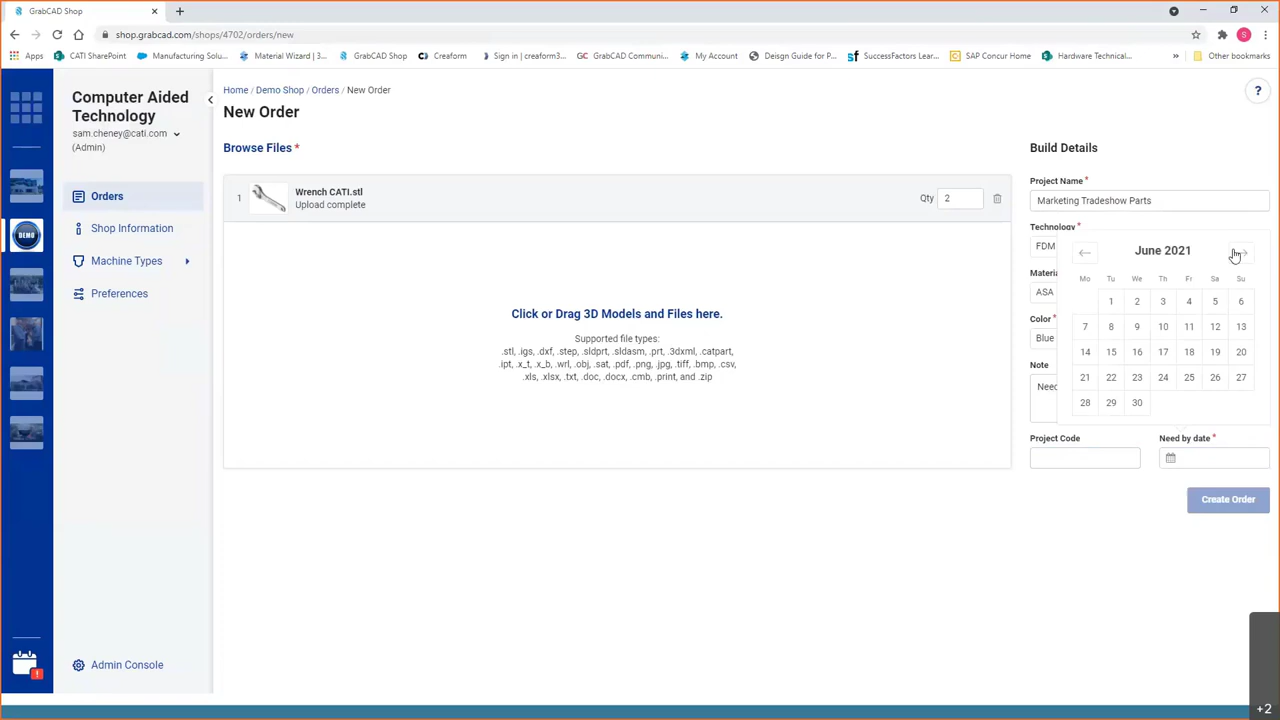 GrabCAD Shop
shop.grabcad.com/shops/4702/orders/new
Apps CATI SharePoint Manufacturing Solu... Material Wizard | 3... GrabCAD Shop Creaform Sign in | creaform3... GrabCAD Communi... My Account Design Guide for P... SuccessFactors Lear... SAP Concur Home Hardware Technical... » Other bookmarks
Computer Aided
Technology
sam.cheney@cati.com
(Admin)
Orders
Shop Information
Machine Types
Preferences
Admin Console
DEMO
Home / Demo Shop / Orders / New Order
New Order
?
Browse Files *
1
Wrench CATI.stl
Upload complete
Qty 2
Click or Drag 3D Models and Files here.
Supported file types:
.stl, .igs, .dxf, .step, .sldprt, .sldasm, .prt, .3dxml, .catpart,
.ipt, .x_t, .x_b, .wrl, .obj, .sat, .pdf, .png, .jpg, .tiff, .bmp, .csv,
.xls, .xlsx, .txt, .doc, .docx, .cmb, .print, and .zip
Build Details
Project Name *
Marketing Tradeshow Parts
Technology *
FDM
Materia
ASA
Color *
Blue
Note
Need
June 2021
Mo Tu We Th Fr Sa Su
1 2 3 4 5 6
7 8 9 10 11 12 13
14 15 16 17 18 19 20
21 22 23 24 25 26 27
28 29 30
Project Code
Need by date *
Create Order
+2